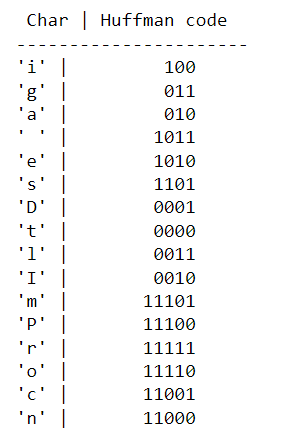 Char | Huffman code
----------------------
'i' | 100
'g' | 011
'a' | 010
' ' | 1011
'e' | 1010
's' | 1101
'D' | 0001
't' | 0000
'l' | 0011
'I' | 0010
'm' | 11101
'P' | 11100
'r' | 11111
'o' | 11110
'c' | 11001
'n' | 11000